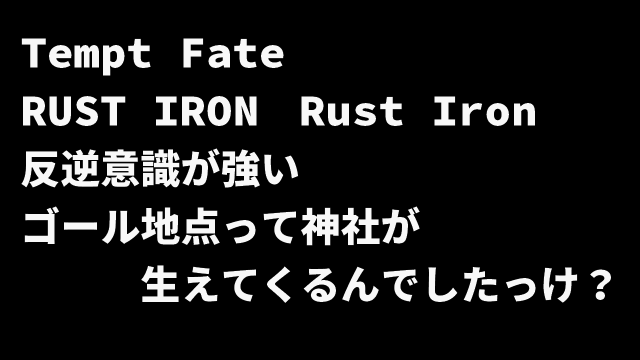 Tempt Fate
RUST IRON　Rust Iron
反逆意識が強い
ゴール地点って神社が
生えてくるんでしたっけ？